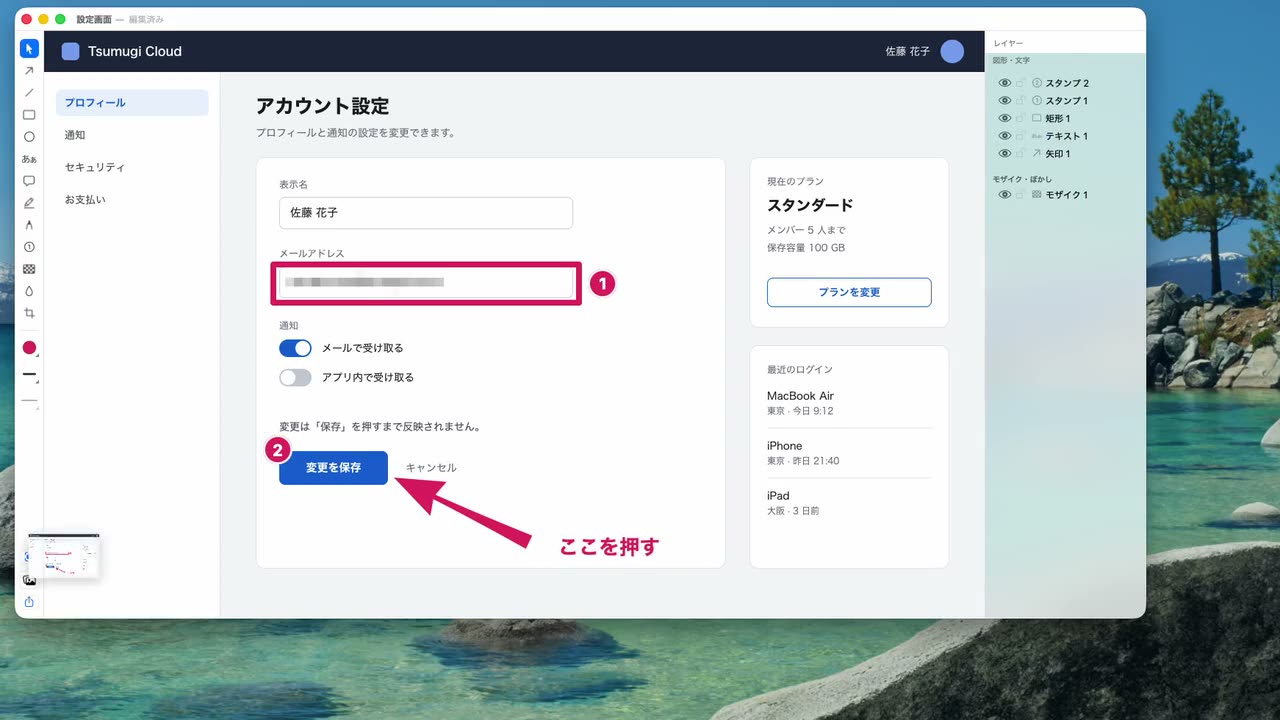 設定画面 — 編集済み
Tsumugi Cloud
佐藤 花子
プロフィール
通知
セキュリティ
お支払い
アカウント設定
プロフィールと通知の設定を変更できます。
表示名
佐藤 花子
メールアドレス
1
通知
メールで受け取る
アプリ内で受け取る
変更は「保存」を押すまで反映されません。
2
変更を保存
キャンセル
ここを押す
現在のプラン
スタンダード
メンバー 5 人まで
保存容量 100 GB
プランを変更
最近のログイン
MacBook Air
東京 · 今日 9:12
iPhone
東京 · 昨日 21:40
iPad
大阪 · 3 日前
あぁ
1
レイヤー
図形・文字
2 スタンプ 2
1 スタンプ 1
矩形 1
テキスト 1
矢印 1
モザイク・ぼかし
モザイク 1